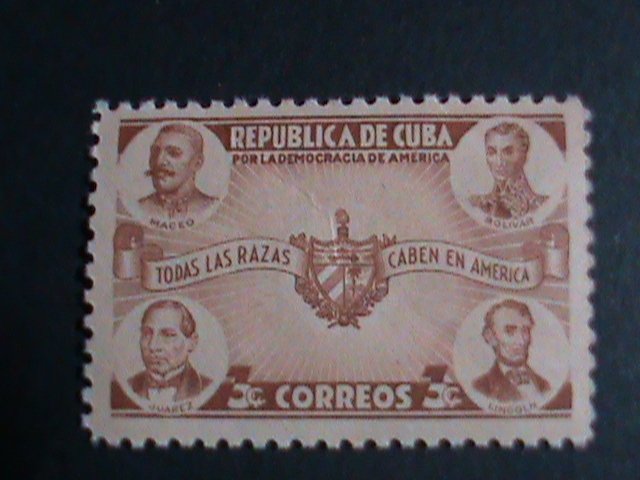 REPUBLICA DE CUBA
POR LA DEMOCRACIA DE AMERICA
MACEO
BOLIVAR
TODAS LAS RAZAS CABEN EN AMERICA
JUAREZ
3c. CORREOS 3c.
LINCOLN